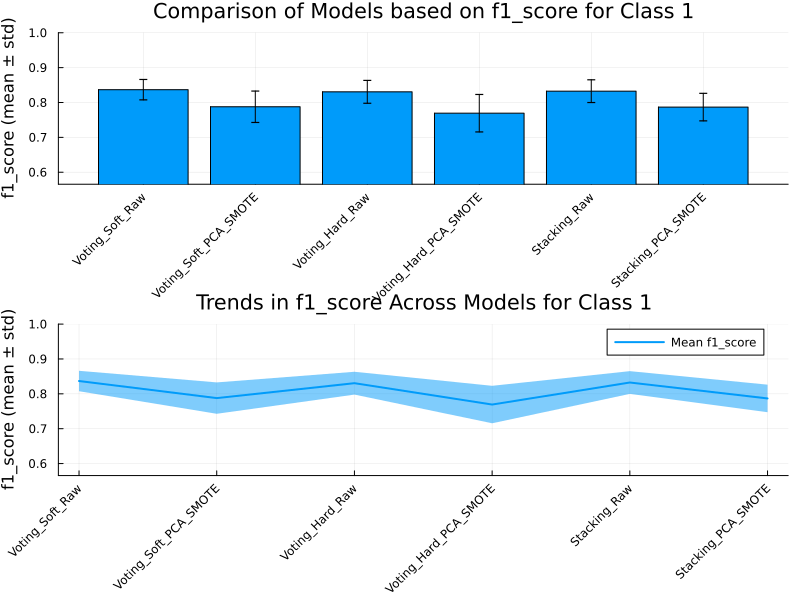 Comparison of Models based on f1_score for Class 1
f1_score (mean ± std)
1.0
0.9
0.8
0.7
0.6
Voting_Soft_Raw
Voting_Soft_PCA_SMOTE
Voting_Hard_Raw
Voting_Hard_PCA_SMOTE
Stacking_Raw
Stacking_PCA_SMOTE
Trends in f1_score Across Models for Class 1
f1_score (mean ± std)
1.0
0.9
0.8
0.7
0.6
Mean f1_score
Voting_Soft_Raw
Voting_Soft_PCA_SMOTE
Voting_Hard_Raw
Voting_Hard_PCA_SMOTE
Stacking_Raw
Stacking_PCA_SMOTE